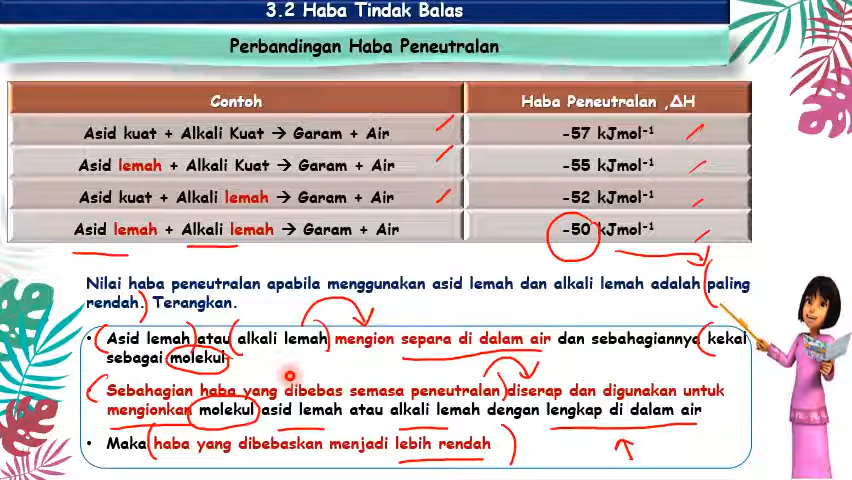 3.2 Haba Tindak Balas
Perbandingan Haba Peneutralan
Contoh
Haba Peneutralan ,ΔH
Asid kuat + Alkali Kuat → Garam + Air
-57 kJmol⁻¹
Asid lemah + Alkali Kuat → Garam + Air
-55 kJmol⁻¹
Asid kuat + Alkali lemah → Garam + Air
-52 kJmol⁻¹
Asid lemah + Alkali lemah → Garam + Air
-50 kJmol⁻¹
Nilai haba peneutralan apabila menggunakan asid lemah dan alkali lemah adalah paling
rendah. Terangkan.
• Asid lemah atau alkali lemah mengion separa di dalam air dan sebahagiannya kekal
sebagai molekul
Sebahagian haba yang dibebas semasa peneutralan diserap dan digunakan untuk
mengionkan molekul asid lemah atau alkali lemah dengan lengkap di dalam air
• Maka haba yang dibebaskan menjadi lebih rendah